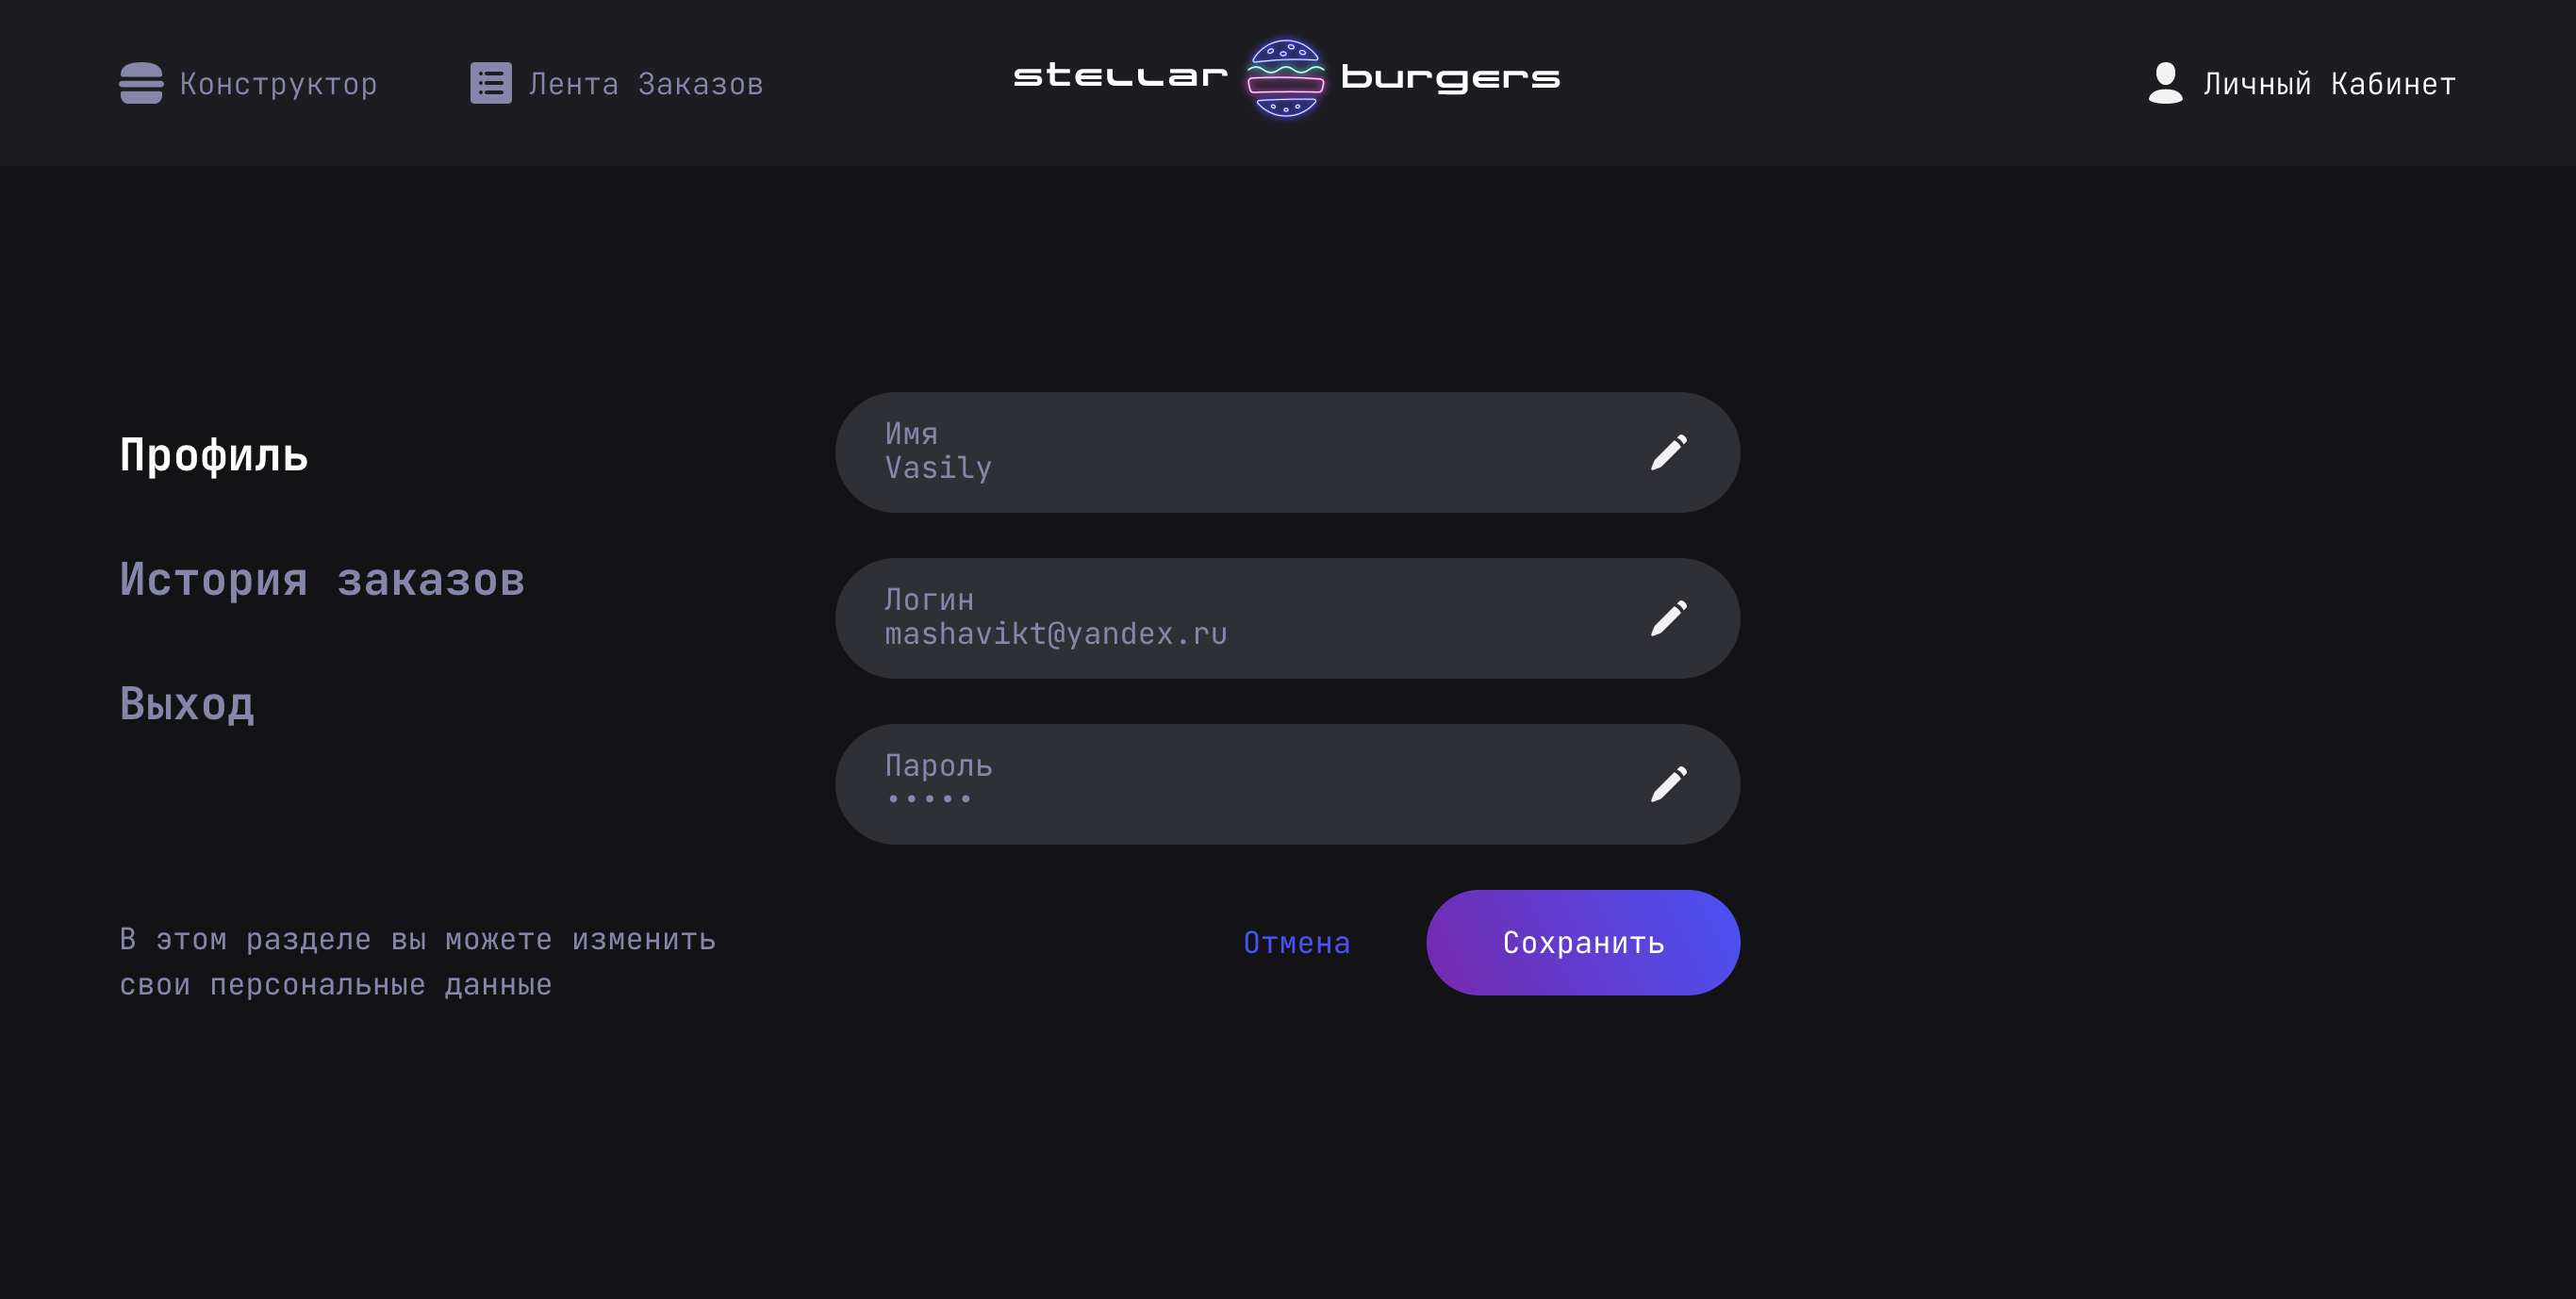 Конструктор
Лента Заказов
stellar burgers
Личный Кабинет
Профиль
История заказов
Выход
В этом разделе вы можете изменить
свои персональные данные
Имя
Vasily
Логин
mashavikt@yandex.ru
Пароль
•••••
Отмена
Сохранить